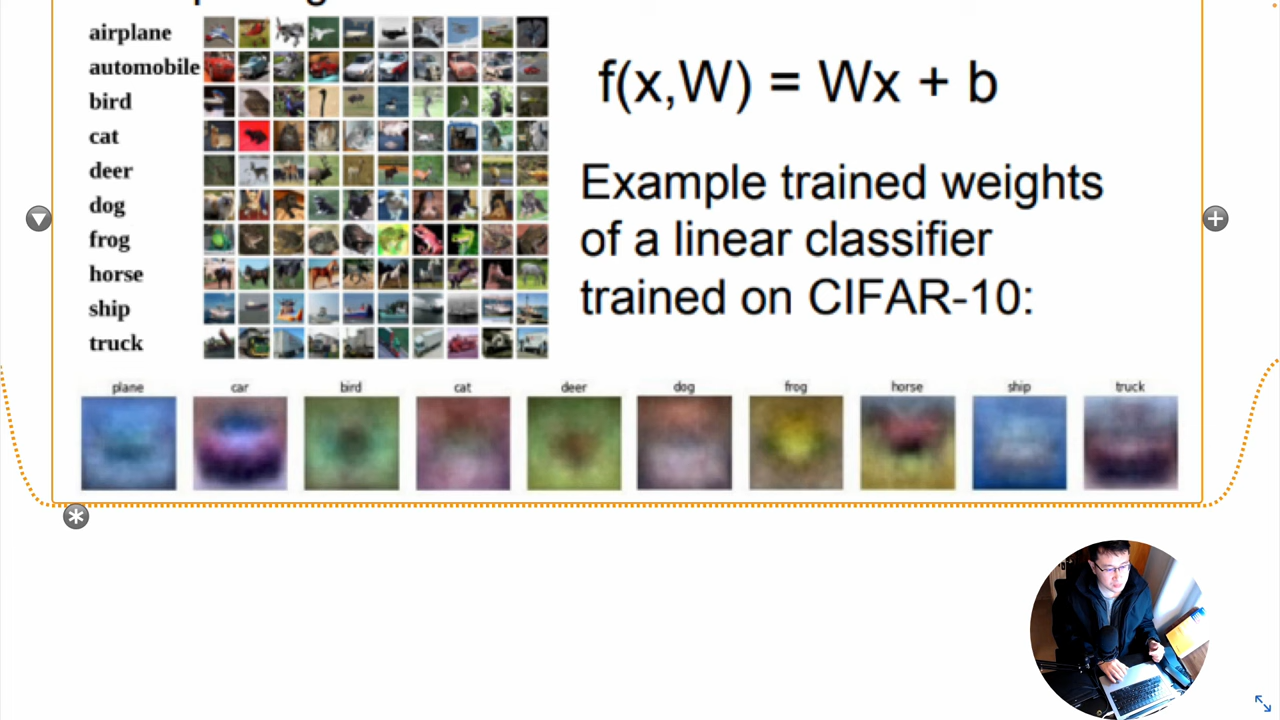 airplane
automobile
bird
cat
deer
dog
frog
horse
ship
truck
f(x,W) = Wx + b
Example trained weights
of a linear classifier
trained on CIFAR-10:
plane car bird cat deer dog frog horse ship truck